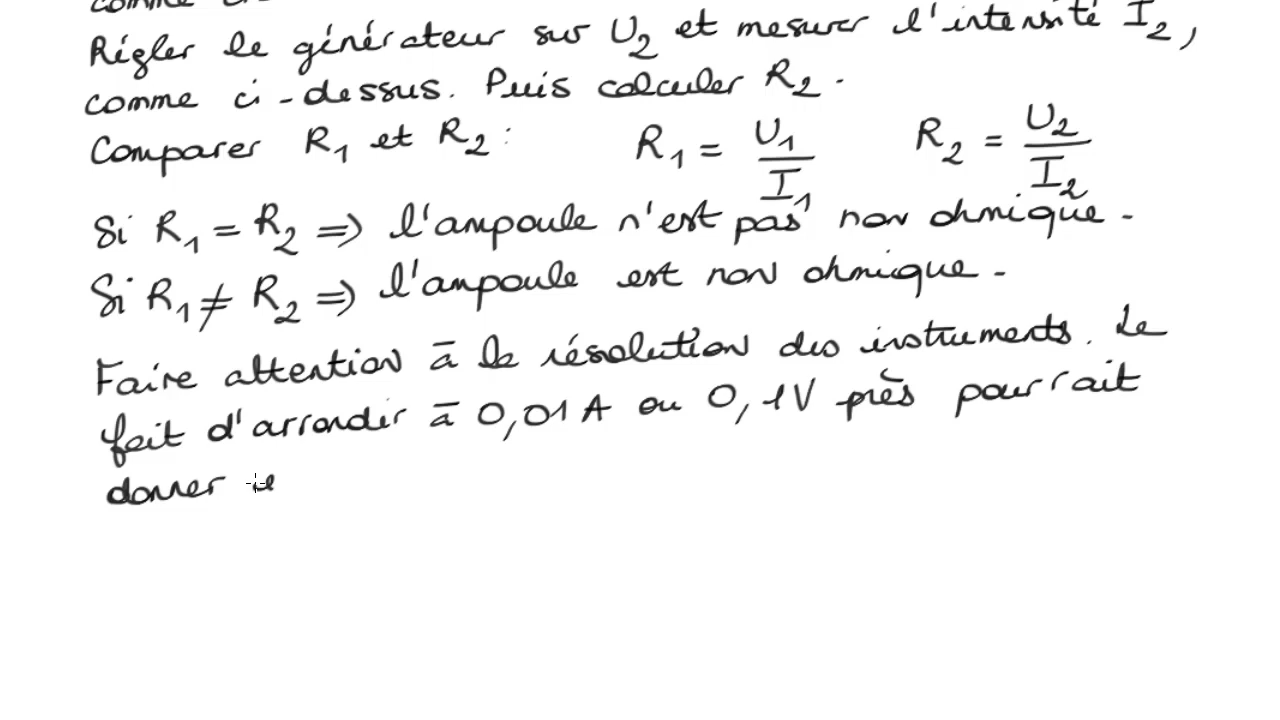 Régler le générateur sur U2 et mesurer l'intensité I2,
comme ci-dessus. Puis calculer R2.
Comparer R1 et R2: R1 = U1/I1 R2 = U2/I2
Si R1 = R2 ⇒ l'ampoule n'est pas non ohmique.
Si R1 ≠ R2 ⇒ l'ampoule est non ohmique.
Faire attention à la résolution des instruments. Le
fait d'arrondir à 0,01A ou 0,1V près pourrait
donner